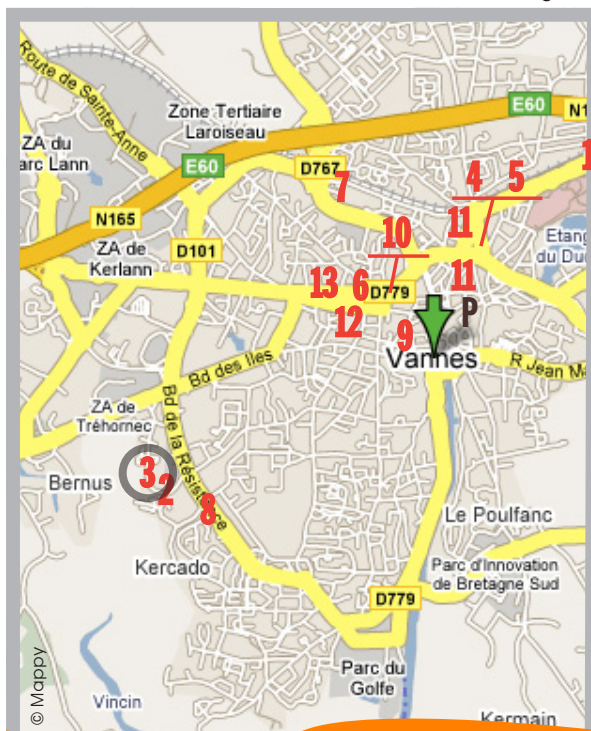 Route de Sainte-Anne
Zone Tertiaire
Laroiseau
E60
N1
ZA du
arc Lann
E60
D767
7
4
5
1
N165
11
10
Etang
du Du
ZA de
Kerlann
D101
13
6
D779
11
P
12
9
Vannes
R Jean M
Bd des Iles
ZA de
Tréhornec
Bd de la Résistance
Bernus
3
2
8
Le Poulfanc
Kercado
Parc d'Innovation
de Bretagne Sud
D779
Parc du
Golfe
Vincin
Kermain
© Mappy